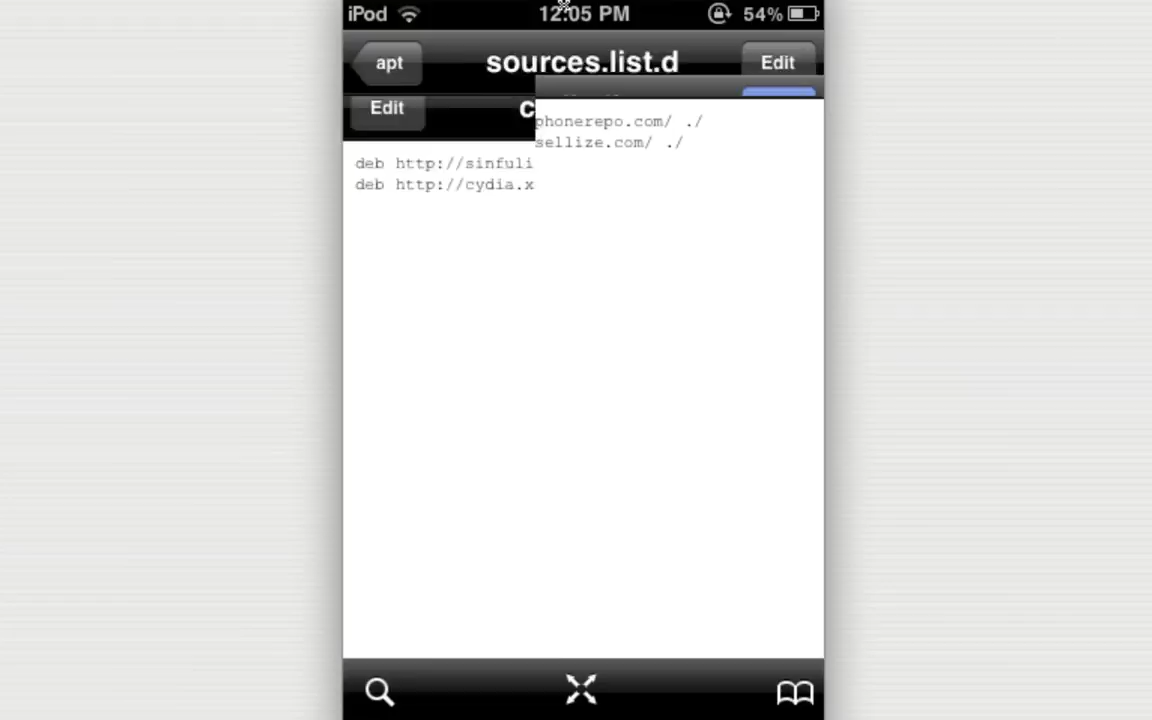 iPod 12:05 PM 54%
apt sources.list.d Edit
Edit c
phonerepo.com/ ./
sellize.com/ ./
deb http://sinfuli
deb http://cydia.x